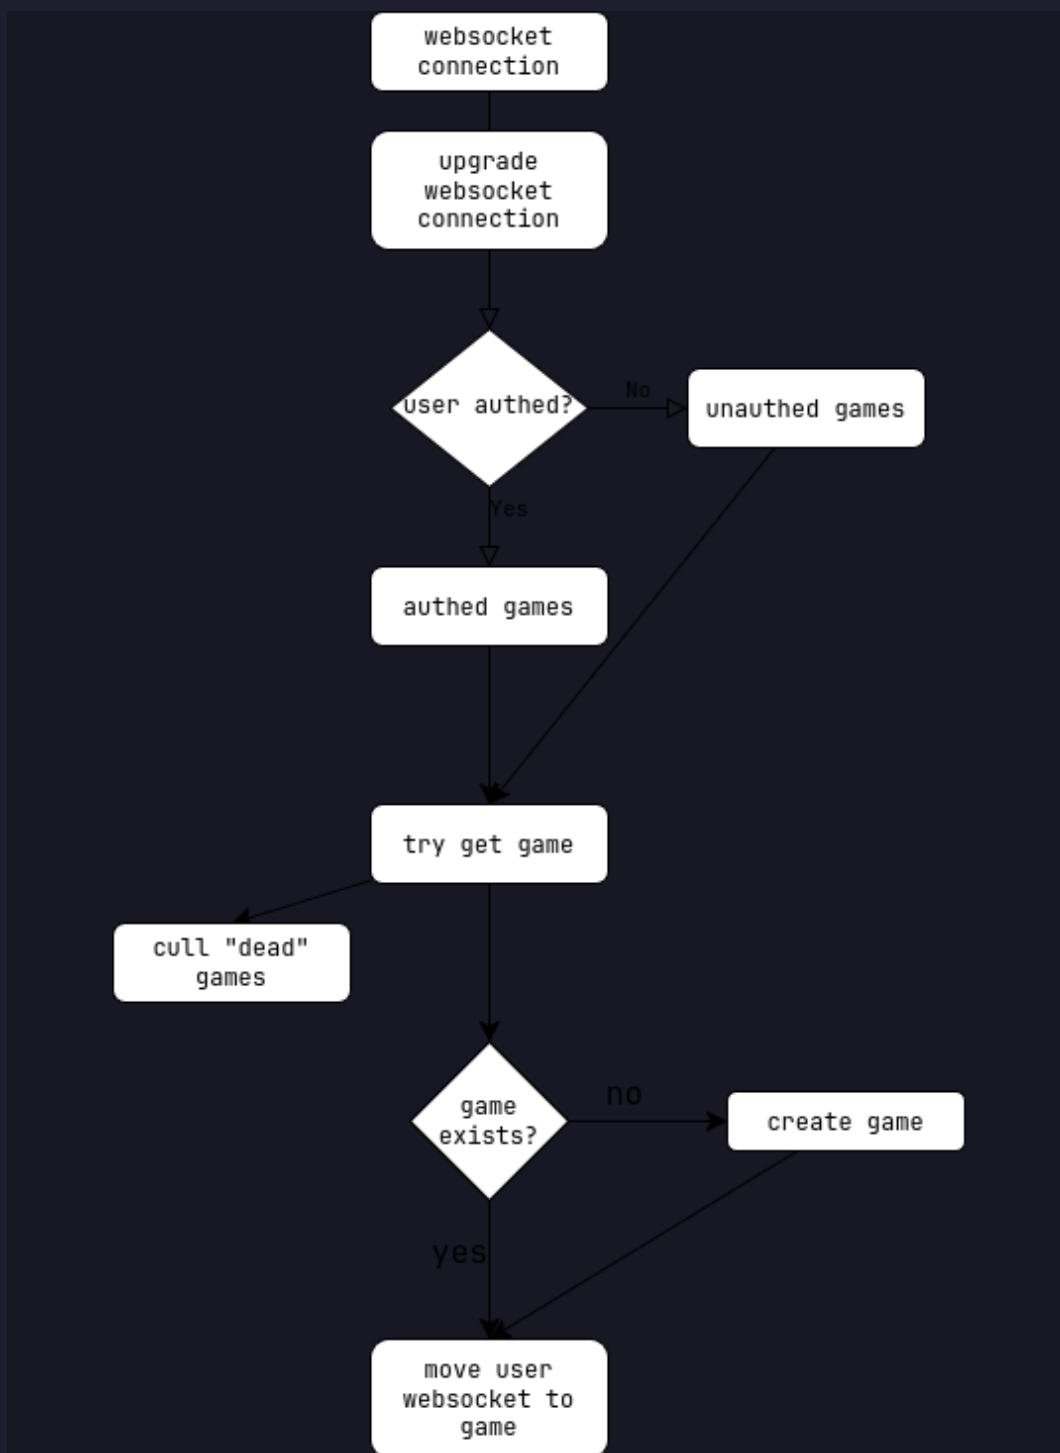 websocket
connection
upgrade
websocket
connection
user authed?
No
unauthed games
Yes
authed games
try get game
cull "dead"
games
game
exists?
no
create game
yes
move user
websocket to
game